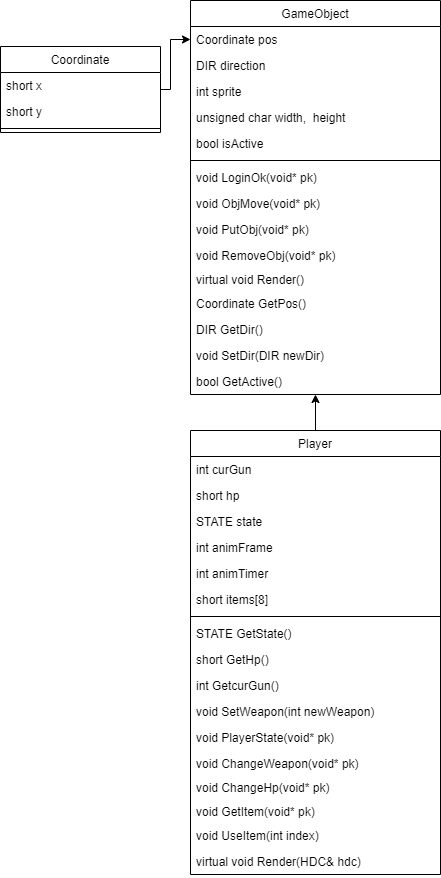 Coordinate
short x
short y
GameObject
Coordinate pos
DIR direction
int sprite
unsigned char width,  height
bool isActive
void LoginOk(void* pk)
void ObjMove(void* pk)
void PutObj(void* pk)
void RemoveObj(void* pk)
virtual void Render()
Coordinate GetPos()
DIR GetDir()
void SetDir(DIR newDir)
bool GetActive()
Player
int curGun
short hp
STATE state
int animFrame
int animTimer
short items[8]
STATE GetState()
short GetHp()
int GetcurGun()
void SetWeapon(int newWeapon)
void PlayerState(void* pk)
void ChangeWeapon(void* pk)
void ChangeHp(void* pk)
void GetItem(void* pk)
void UseItem(int index)
virtual void Render(HDC& hdc)